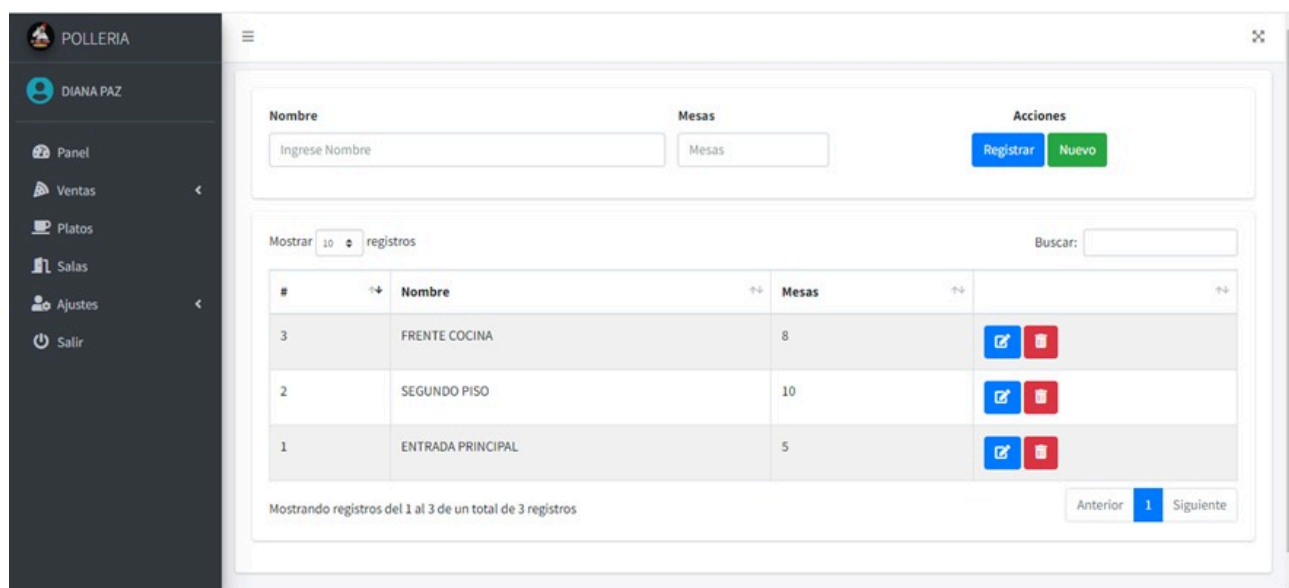 POLLERIA
DIANA PAZ
Panel
Ventas
Platos
Salas
Ajustes
Salir
Nombre Mesas Acciones
Ingrese Nombre Mesas Registrar Nuevo
Mostrar 10 registros Buscar:
# Nombre Mesas
3 FRENTE COCINA 8
2 SEGUNDO PISO 10
1 ENTRADA PRINCIPAL 5
Mostrando registros del 1 al 3 de un total de 3 registros
Anterior 1 Siguiente